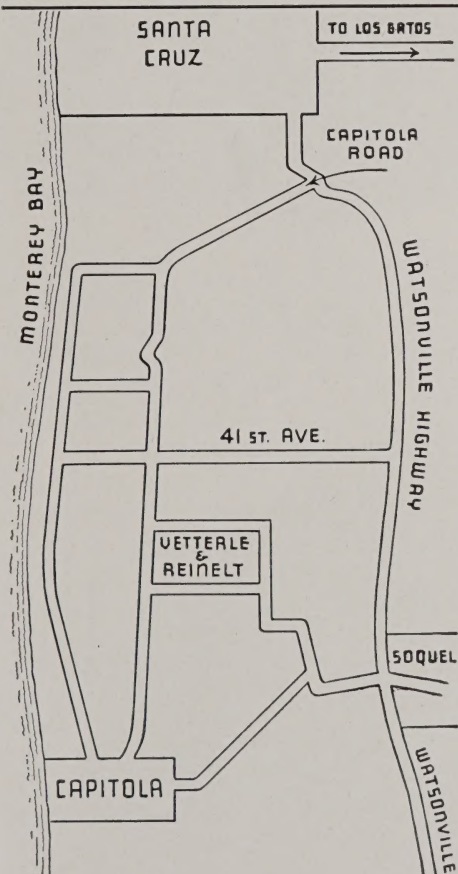 SANTA
CRUZ
TO LOS GATOS
CAPITOLA
ROAD
MONTEREY BAY
WATSONVILLE HIGHWAY
41 ST. AVE.
VETTERLE
&
REINELT
SOQUEL
CAPITOLA
WATSONVILLE